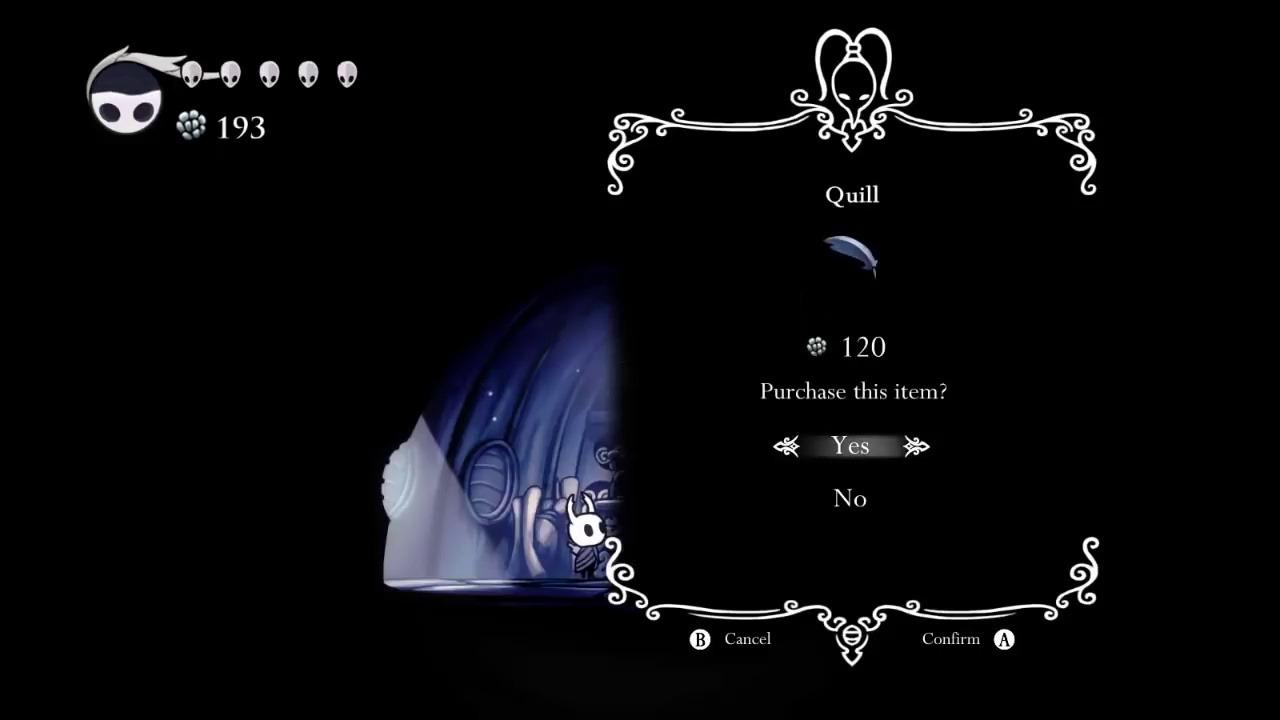 193
Quill
120
Purchase this item?
Yes
No
B Cancel
Confirm A